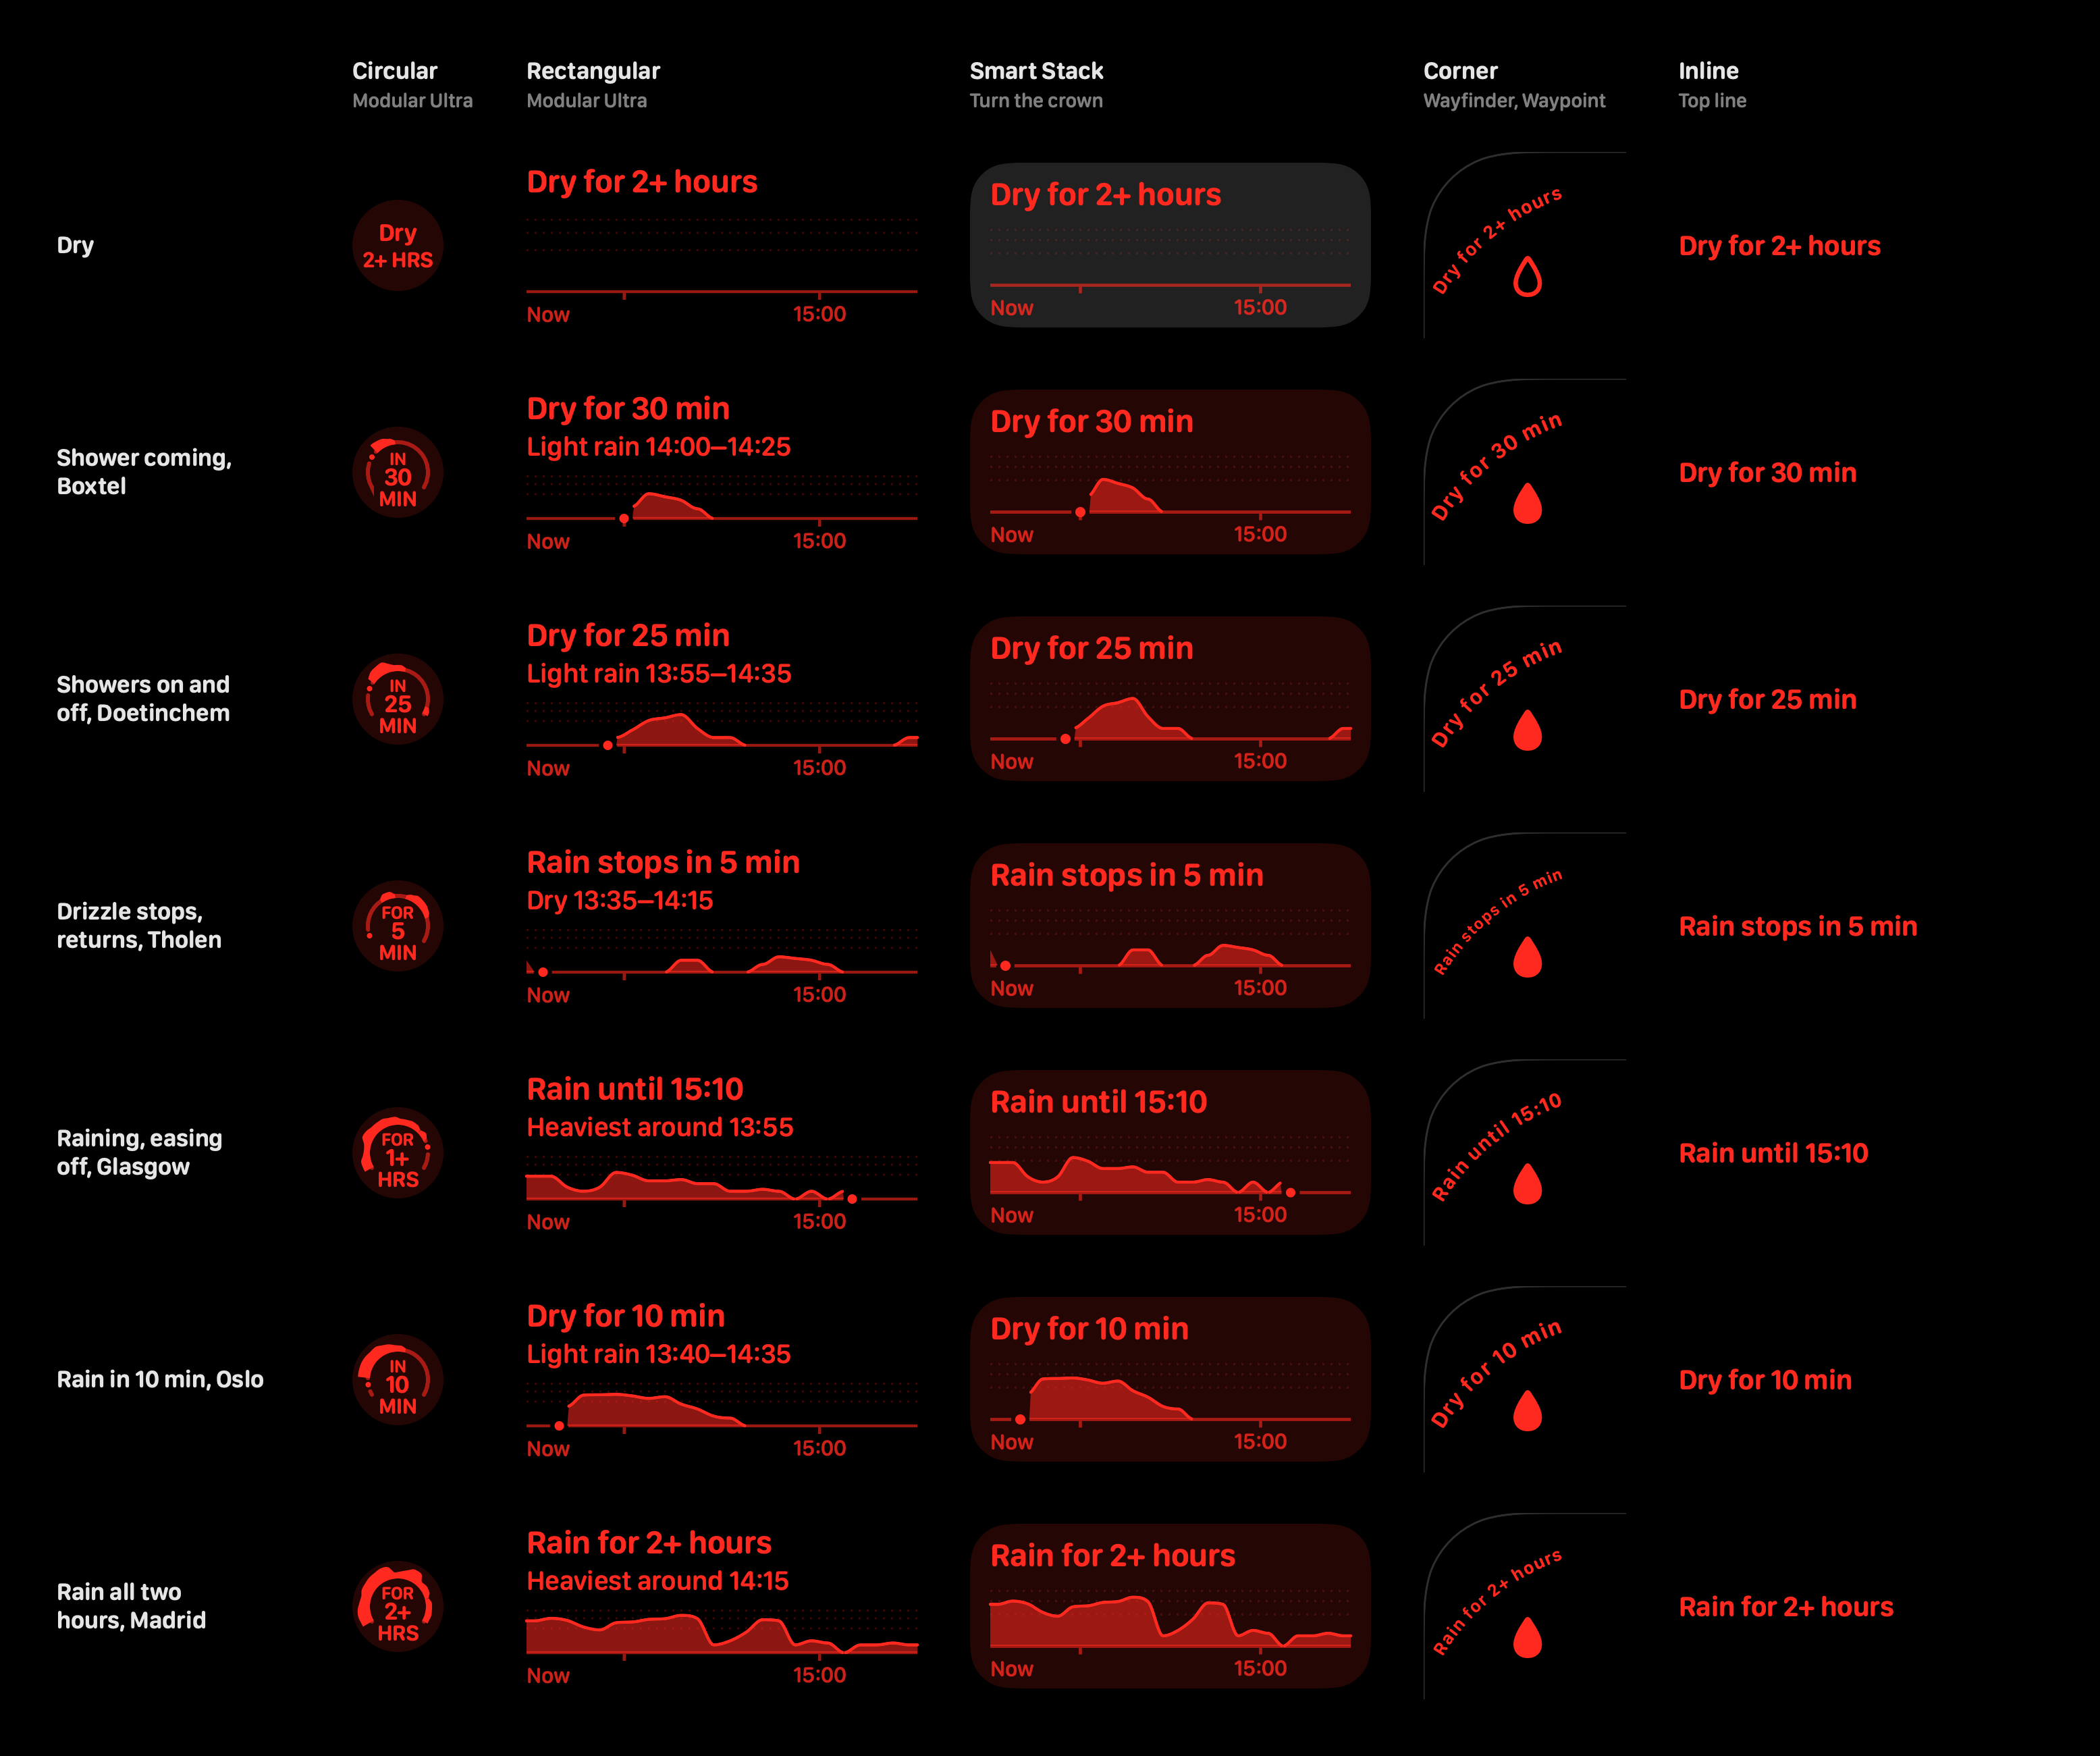 Circular
Modular Ultra
Rectangular
Modular Ultra
Smart Stack
Turn the crown
Corner
Wayfinder, Waypoint
Inline
Top line
Dry
Dry
2+ HRS
Dry for 2+ hours
Now
15:00
Dry for 2+ hours
Now
15:00
Dry for 2+ hours
Dry for 2+ hours
Shower coming,
Boxtel
IN
30
MIN
Dry for 30 min
Light rain 14:00–14:25
Now
15:00
Dry for 30 min
Now
15:00
Dry for 30 min
Dry for 30 min
Showers on and
off, Doetinchem
IN
25
MIN
Dry for 25 min
Light rain 13:55–14:35
Now
15:00
Dry for 25 min
Now
15:00
Dry for 25 min
Dry for 25 min
Drizzle stops,
returns, Tholen
FOR
5
MIN
Rain stops in 5 min
Dry 13:35–14:15
Now
15:00
Rain stops in 5 min
Now
15:00
Rain stops in 5 min
Rain stops in 5 min
Raining, easing
off, Glasgow
FOR
1+
HRS
Rain until 15:10
Heaviest around 13:55
Now
15:00
Rain until 15:10
Now
15:00
Rain until 15:10
Rain until 15:10
Rain in 10 min, Oslo
IN
10
MIN
Dry for 10 min
Light rain 13:40–14:35
Now
15:00
Dry for 10 min
Now
15:00
Dry for 10 min
Dry for 10 min
Rain all two
hours, Madrid
FOR
2+
HRS
Rain for 2+ hours
Heaviest around 14:15
Now
15:00
Rain for 2+ hours
Now
15:00
Rain for 2+ hours
Rain for 2+ hours